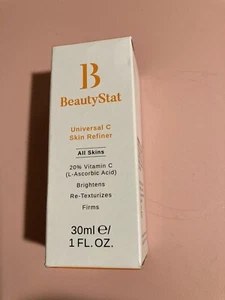 B
BeautyStat
Universal C
Skin Refiner
All Skins
20% Vitamin C
(L-Ascorbic Acid)
Brightens
Re-Texturizes
Firms
30ml ℮/
1 FL.OZ.